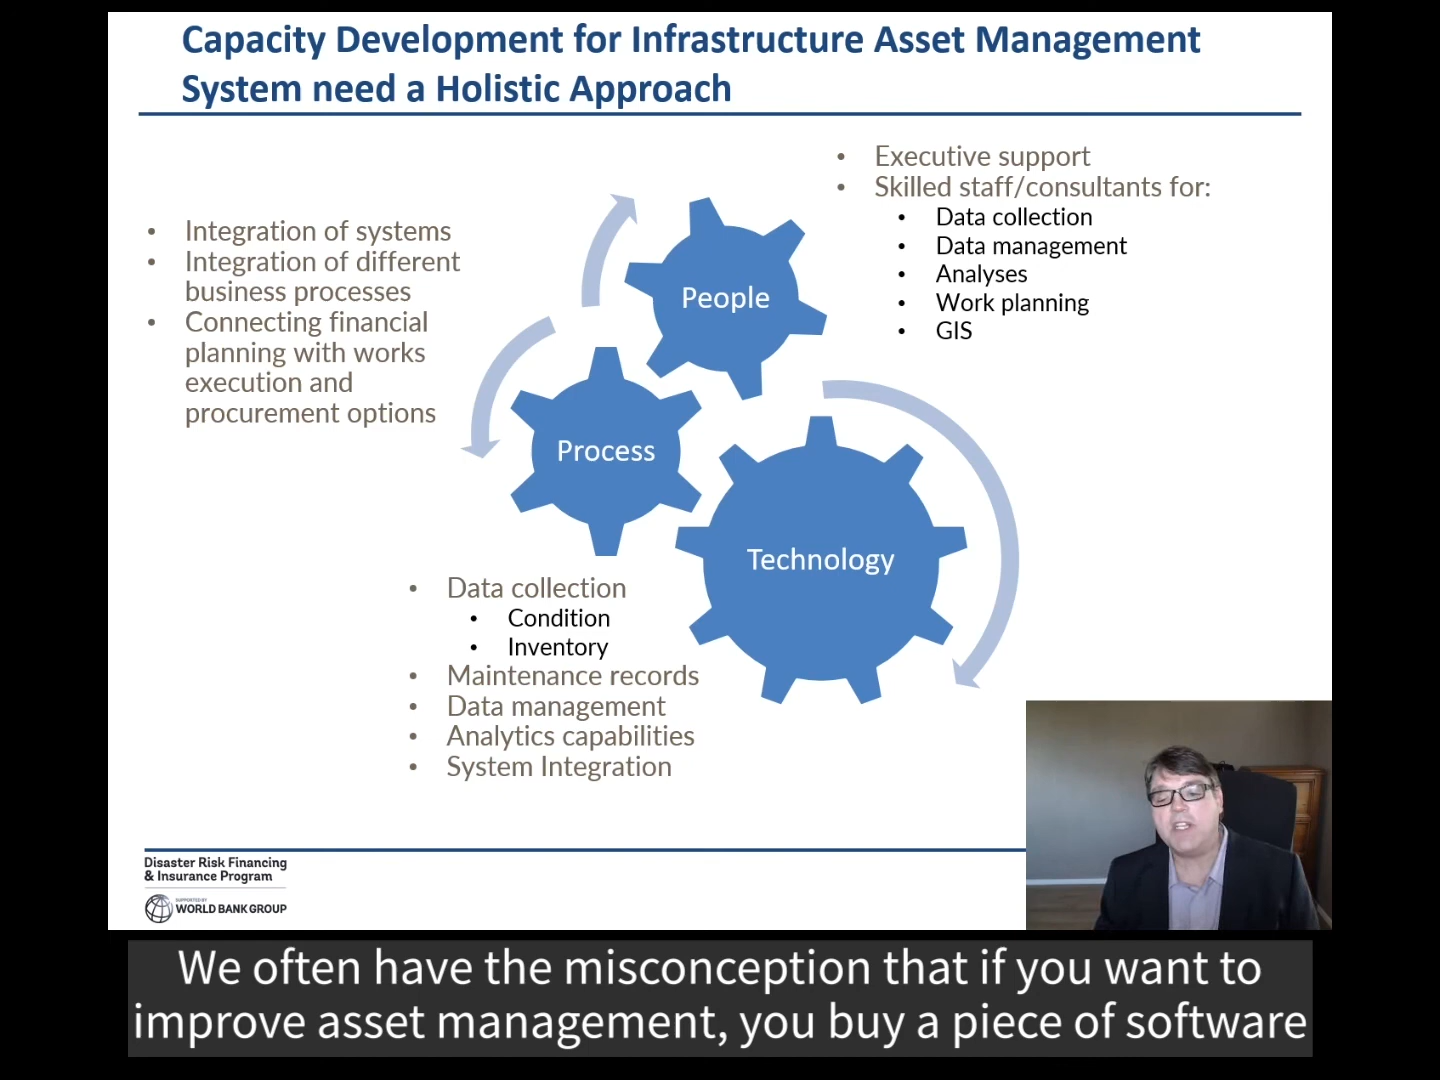 Capacity Development for Infrastructure Asset Management
System need a Holistic Approach
• Executive support
• Skilled staff/consultants for:
• Data collection
• Data management
• Analyses
• Work planning
• GIS
• Integration of systems
• Integration of different
business processes
• Connecting financial
planning with works
execution and
procurement options
People
Process
Technology
• Data collection
• Condition
• Inventory
• Maintenance records
• Data management
• Analytics capabilities
• System Integration
Disaster Risk Financing
& Insurance Program
SUPPORTED BY
WORLD BANK GROUP
We often have the misconception that if you want to
improve asset management, you buy a piece of software